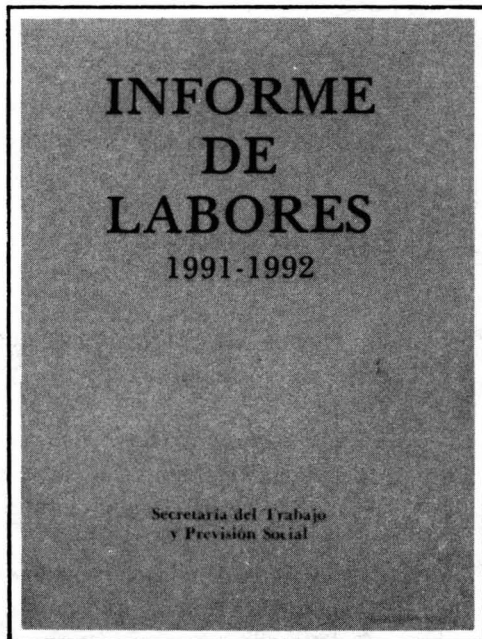 INFORME
DE
LABORES
1991-1992
Secretaría del Trabajo
y Previsión Social